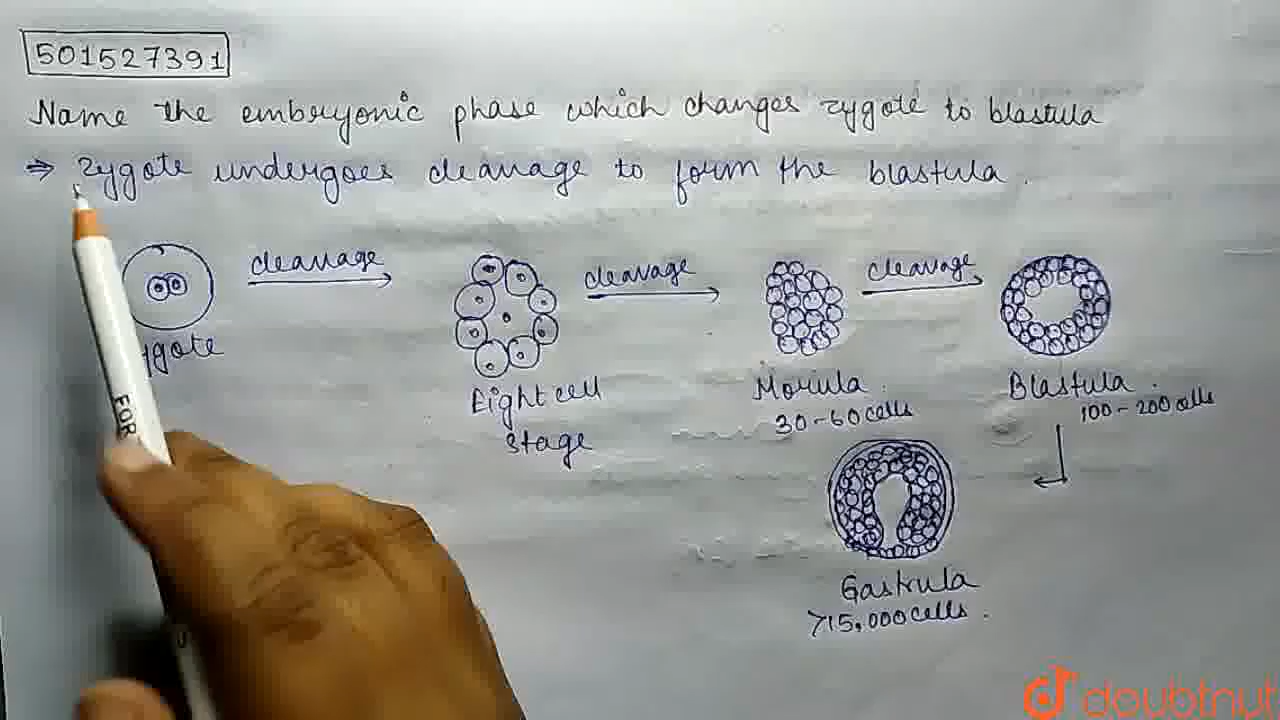 501527391
Name the embryonic phase which changes zygote to blastula
⇒ Zygote undergoes cleavage to form the blastula.
cleavage
cleavage
cleavage
ygote
Eight cell
stage
Morula.
30-60 cells
Blastula.
100-200 cells
Gastrula
>15,000 cells.
FOR
doubtnut